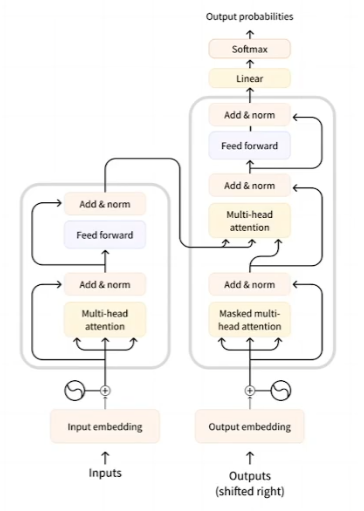 Output probabilities
Softmax
Linear
Add & norm
Feed forward
Add & norm
Multi-head
attention
Add & norm
Masked multi-
head attention
Output embedding
Outputs
(shifted right)
Add & norm
Feed forward
Add & norm
Multi-head
attention
Input embedding
Inputs